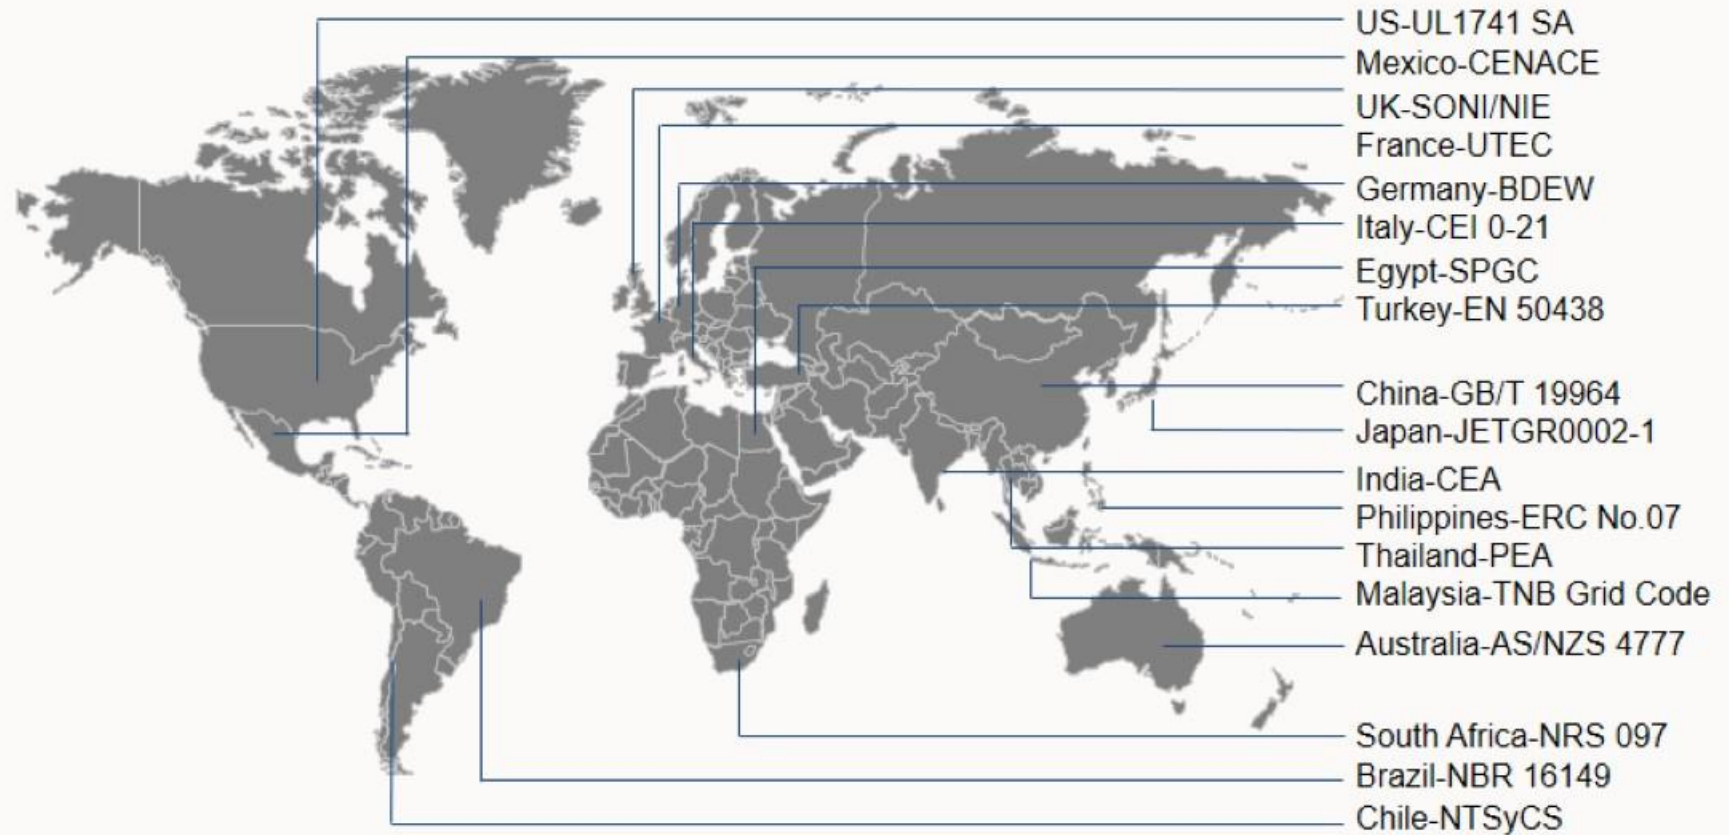 US-UL1741 SA
Mexico-CENACE
UK-SONI/NIE
France-UTEC
Germany-BDEW
Italy-CEI 0-21
Egypt-SPGC
Turkey-EN 50438
China-GB/T 19964
Japan-JETGR0002-1
India-CEA
Philippines-ERC No.07
Thailand-PEA
Malaysia-TNB Grid Code
Australia-AS/NZS 4777
South Africa-NRS 097
Brazil-NBR 16149
Chile-NTSyCS